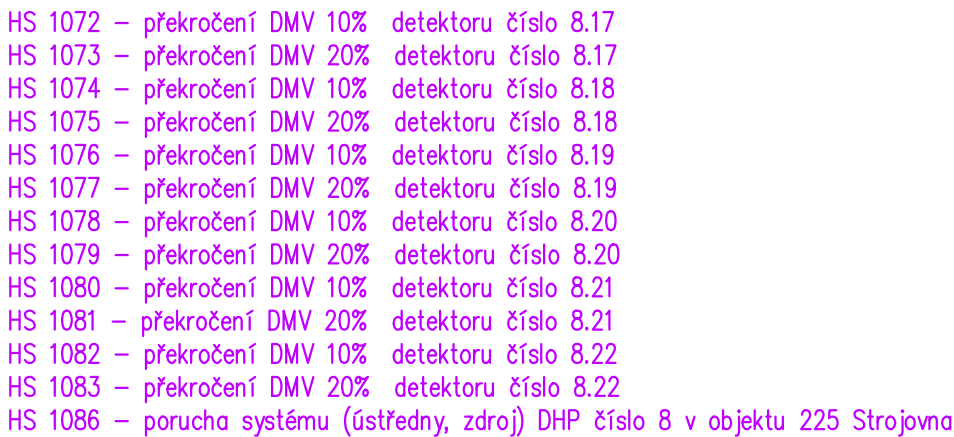 HS 1072 – překročení DMV 10% detektoru číslo 8.17
HS 1073 – překročení DMV 20% detektoru číslo 8.17
HS 1074 – překročení DMV 10% detektoru číslo 8.18
HS 1075 – překročení DMV 20% detektoru číslo 8.18
HS 1076 – překročení DMV 10% detektoru číslo 8.19
HS 1077 – překročení DMV 20% detektoru číslo 8.19
HS 1078 – překročení DMV 10% detektoru číslo 8.20
HS 1079 – překročení DMV 20% detektoru číslo 8.20
HS 1080 – překročení DMV 10% detektoru číslo 8.21
HS 1081 – překročení DMV 20% detektoru číslo 8.21
HS 1082 – překročení DMV 10% detektoru číslo 8.22
HS 1083 – překročení DMV 20% detektoru číslo 8.22
HS 1086 – porucha systému (ústředny, zdroj) DHP číslo 8 v objektu 225 Strojovna